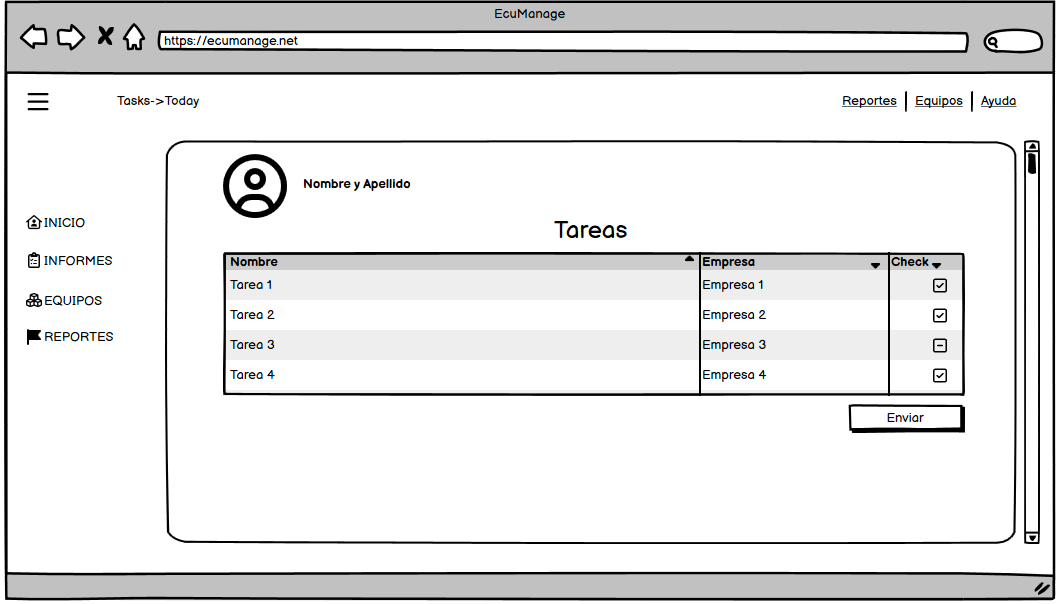 EcuManage
https://ecumanage.net
Tasks->Today
Reportes Equipos Ayuda
Nombre y Apellido
INICIO
INFORMES
EQUIPOS
REPORTES
Tareas
Nombre Empresa Check
Tarea 1 Empresa 1
Tarea 2 Empresa 2
Tarea 3 Empresa 3
Tarea 4 Empresa 4
Enviar